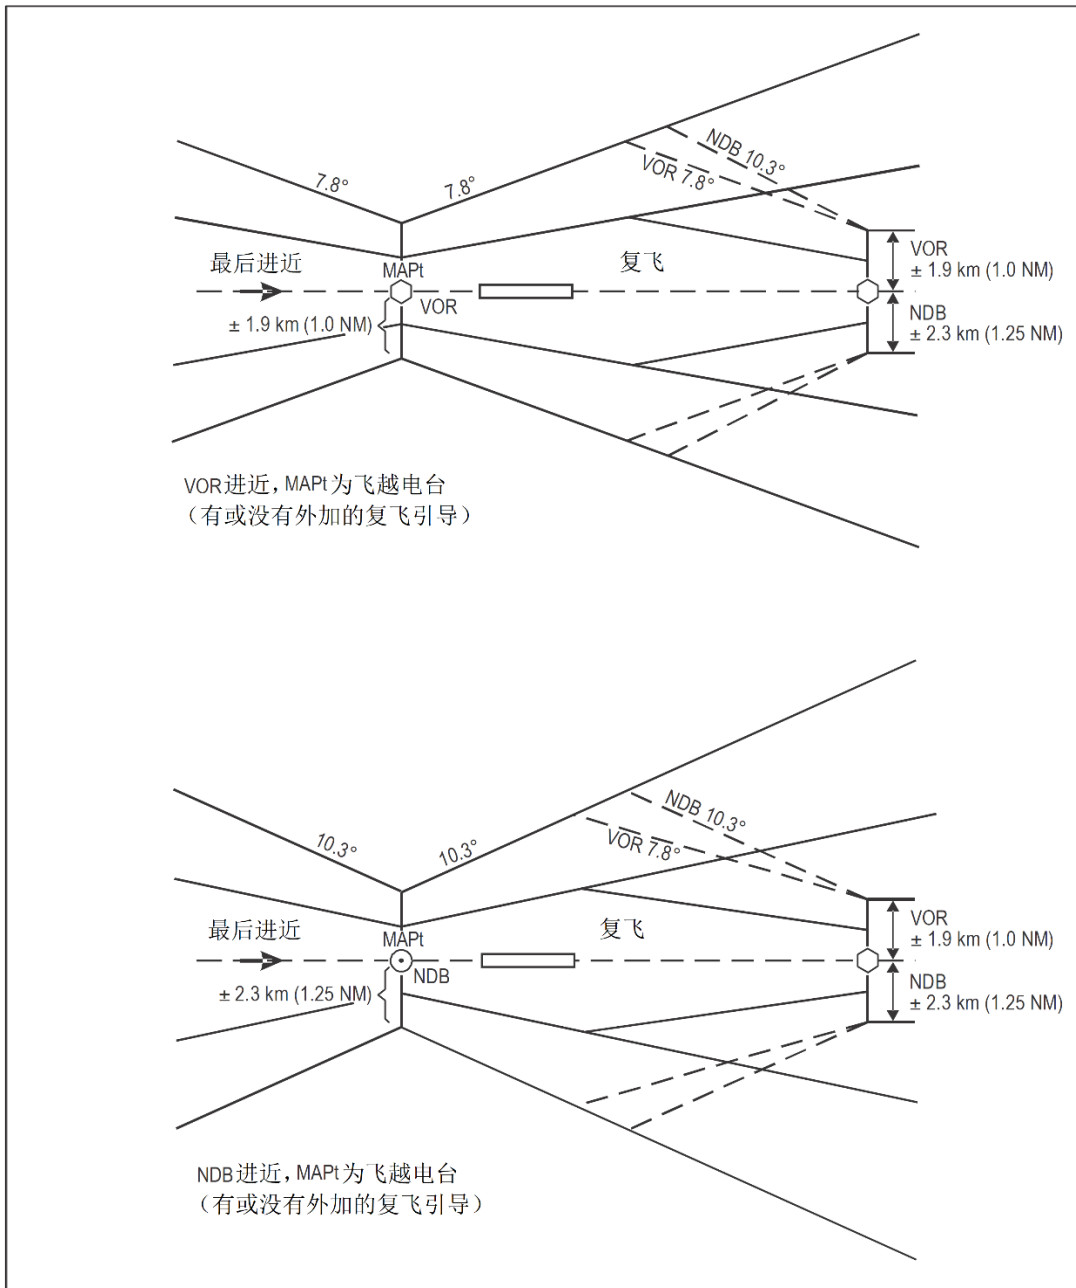 7.8°
7.8°
NDB 10.3°
VOR 7.8°
最后进近
MAPt
复飞
VOR
± 1.9 km (1.0 NM)
VOR
± 1.9 km (1.0 NM)
NDB
± 2.3 km (1.25 NM)
VOR进近，MAPt为飞越电台
（有或没有外加的复飞引导）
10.3°
10.3°
NDB 10.3°
VOR 7.8°
最后进近
MAPt
复飞
VOR
± 1.9 km (1.0 NM)
NDB
± 2.3 km (1.25 NM)
NDB
± 2.3 km (1.25 NM)
NDB进近，MAPt为飞越电台
（有或没有外加的复飞引导）